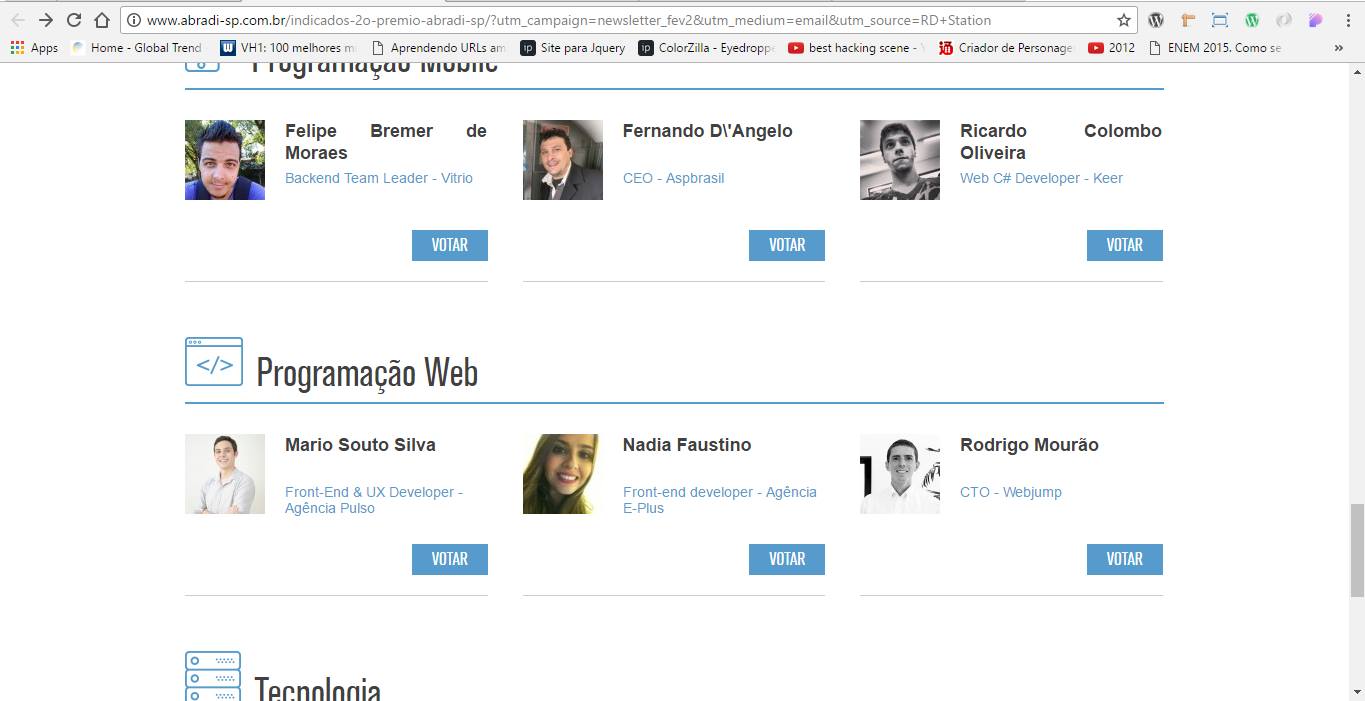 www.abradi-sp.com.br/indicados-2o-premio-abradi-sp/?utm_campaign=newsletter_fev2&utm_medium=email&utm_source=RD+Station
Apps Home - Global Trend VH1: 100 melhores m Aprendendo URLs am Site para Jquery ColorZilla - Eyedroppe best hacking scene - Criador de Personage 2012 ENEM 2015. Como se »
Programação Mobile
Felipe Bremer de
Moraes
Backend Team Leader - Vitrio
VOTAR
Fernando D\'Angelo
CEO - Aspbrasil
VOTAR
Ricardo Colombo
Oliveira
Web C# Developer - Keer
VOTAR
</> Programação Web
Mario Souto Silva
Front-End & UX Developer -
Agência Pulso
VOTAR
Nadia Faustino
Front-end developer - Agência
E-Plus
VOTAR
Rodrigo Mourão
CTO - Webjump
VOTAR
Tecnologia